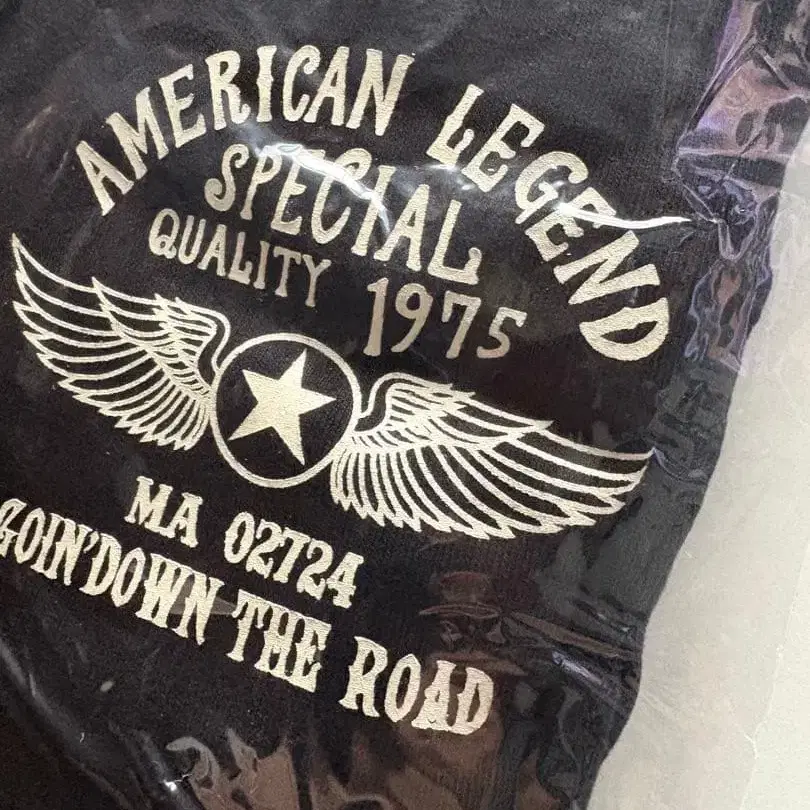 AMERICAN LEGEND
SPECIAL
QUALITY 1975
MA 02724
GOIN'DOWN THE ROAD